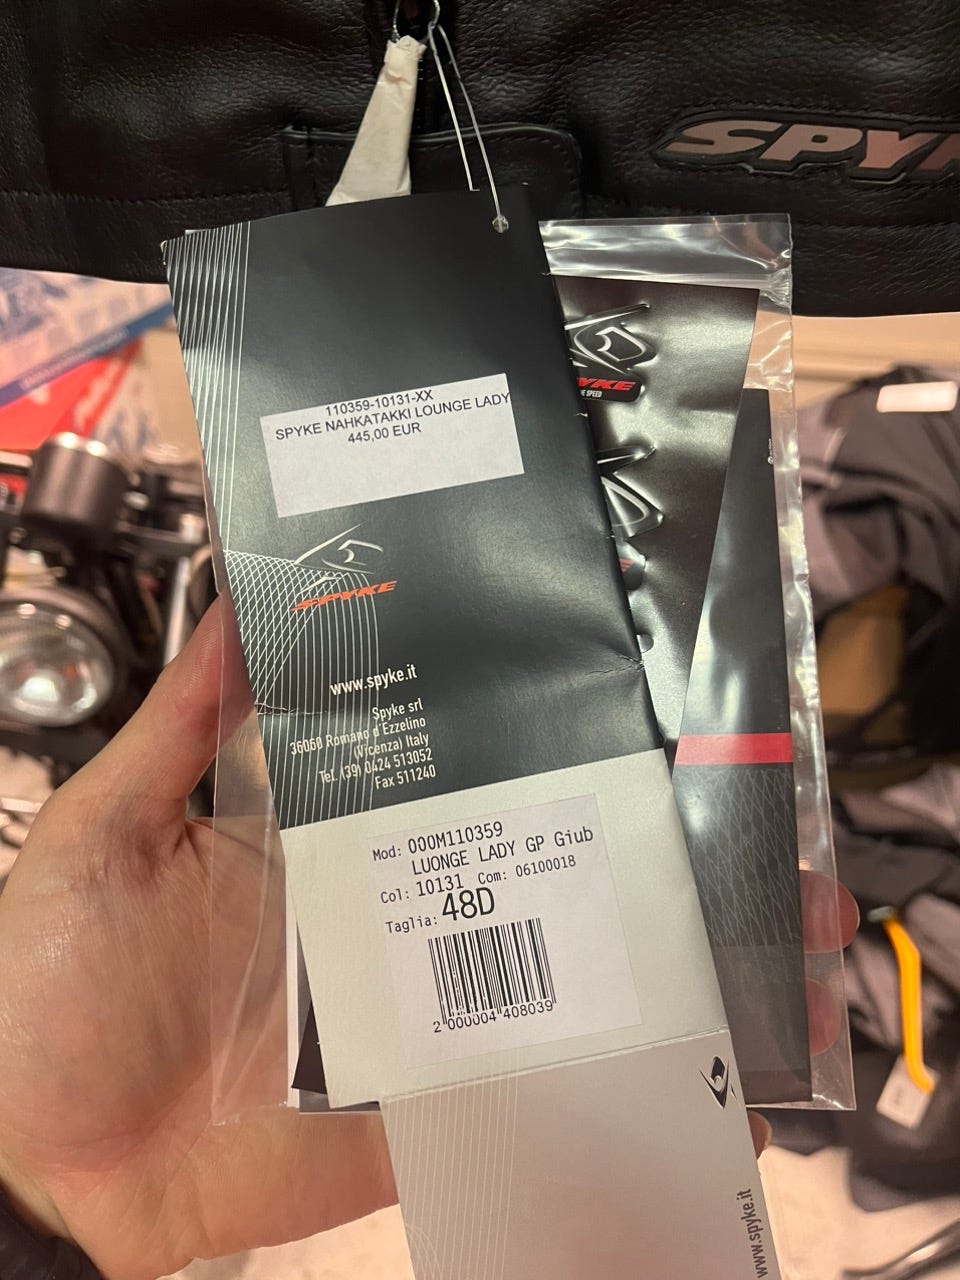 SPYK
110359-10131-XX
SPYKE NAHKATAKKI LOUNGE LADY
445,00 EUR
SPYKE
www.spyke.it
Spyke srl
36060 Romano d'Ezzelino
(Vicenza) Italy
Tel. (39) 0424 513052
Fax 511240
Mod: 000M110359
LUONGE LADY GP Giub
Col: 10131 Com: 06100018
Taglia: 48D
2 000004 408039
www.spyke.it